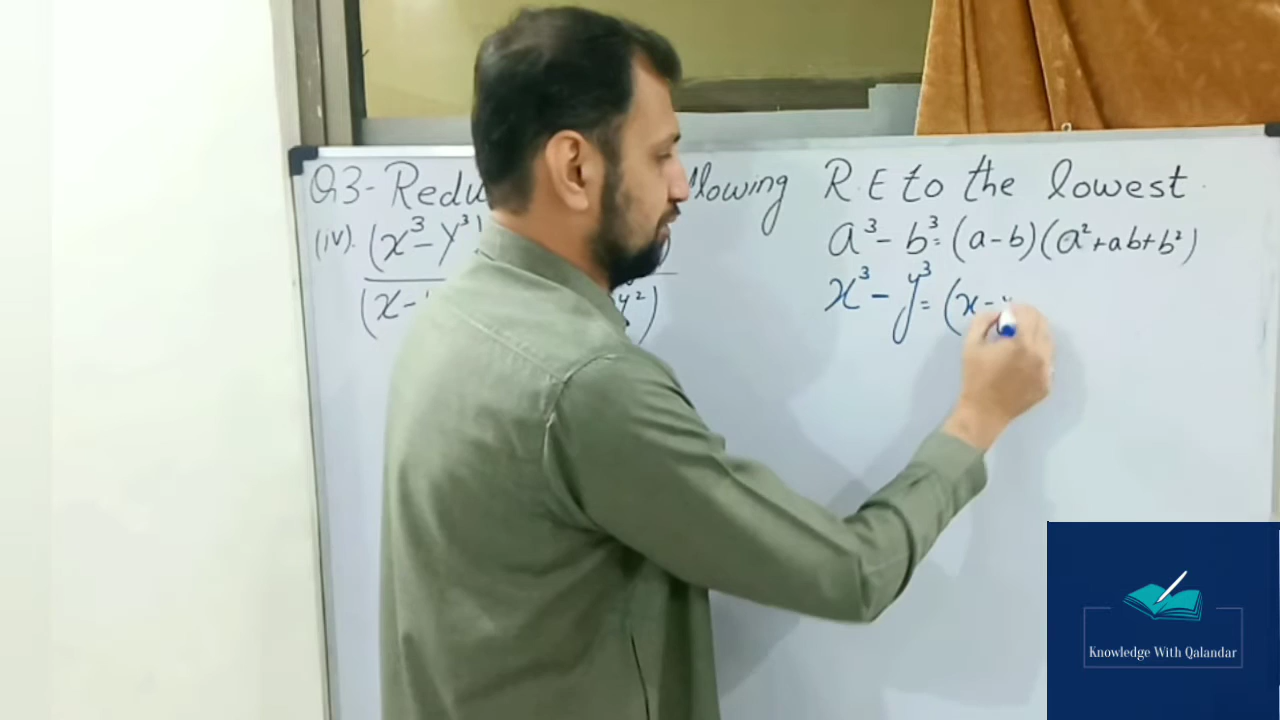 Q3- Redu llowing R.E to the lowest
(iv). (x³- y³) a³- b³= (a-b)(a²+ab+b²)
(x- y²) x³- y³= (x-y
Knowledge With Qalandar